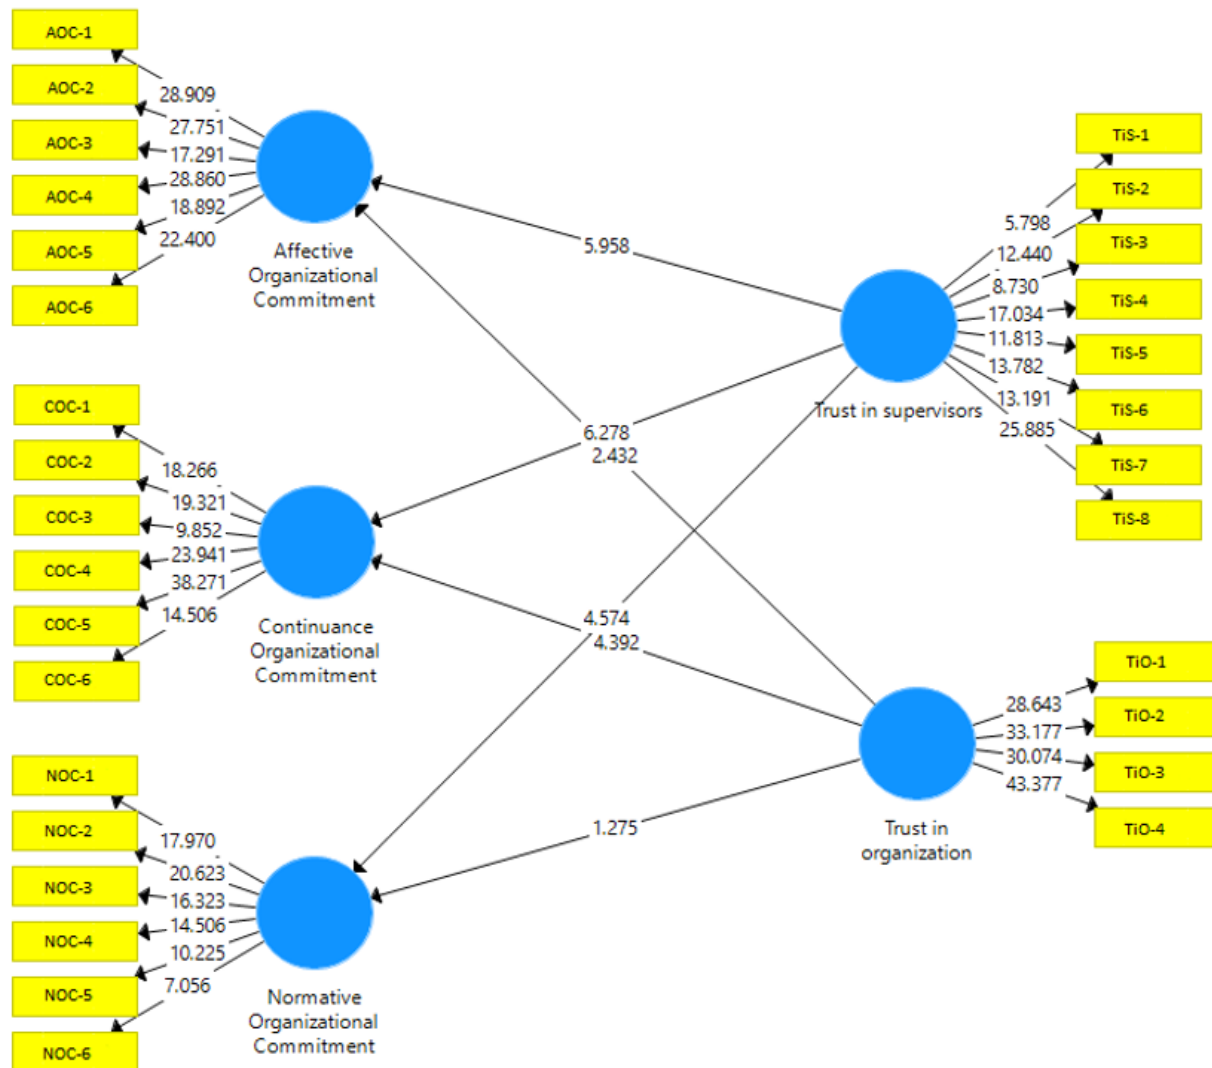 AOC-1
AOC-2
AOC-3
AOC-4
AOC-5
AOC-6
28.909
27.751
17.291
28.860
18.892
22.400
Affective
Organizational
Commitment
COC-1
COC-2
COC-3
COC-4
COC-5
COC-6
18.266
19.321
9.852
23.941
38.271
14.506
Continuance
Organizational
Commitment
NOC-1
NOC-2
NOC-3
NOC-4
NOC-5
NOC-6
17.970
20.623
16.323
14.506
10.225
7.056
Normative
Organizational
Commitment
5.958
6.278
2.432
4.574
4.392
1.275
Trust in supervisors
5.798
12.440
8.730
17.034
11.813
13.782
13.191
25.885
TiS-1
TiS-2
TiS-3
TiS-4
TiS-5
TiS-6
TiS-7
TiS-8
Trust in
organization
28.643
33.177
30.074
43.377
TiO-1
TiO-2
TiO-3
TiO-4